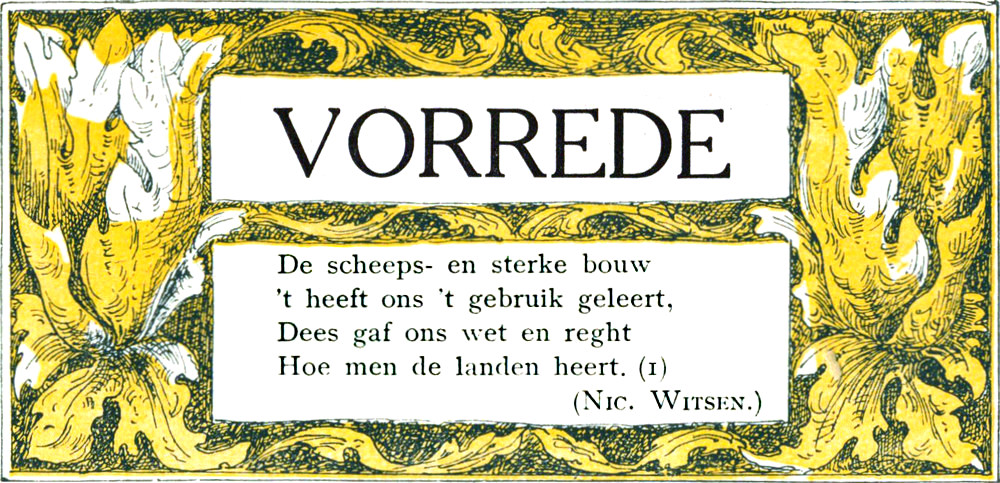 VORREDE
De scheeps- en sterke bouw
't heeft ons 't gebruik geleert,
Dees gaf ons wet en reght
Hoe men de landen heert. (1)
(Nic. Witsen.)